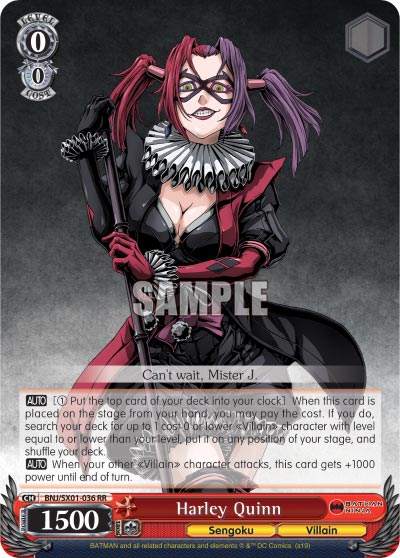 LEVEL
0
0
COST
SAMPLE
Can't wait, Mister J.
AUTO [① Put the top card of your deck into your clock] When this card is
placed on the stage from your hand, you may pay the cost. If you do,
search your deck for up to 1 cost 0 or lower «Villain» character with level
equal to or lower than your level, put it on any position of your stage, and
shuffle your deck.
AUTO When your other «Villain» character attacks, this card gets +1000
power until end of turn.
CH BNJ/SX01-036 RR
1500
Harley Quinn
BATMAN
NINJA
Sengoku Villain
BATMAN and all related characters and elements © & ™ DC Comics. (s19)